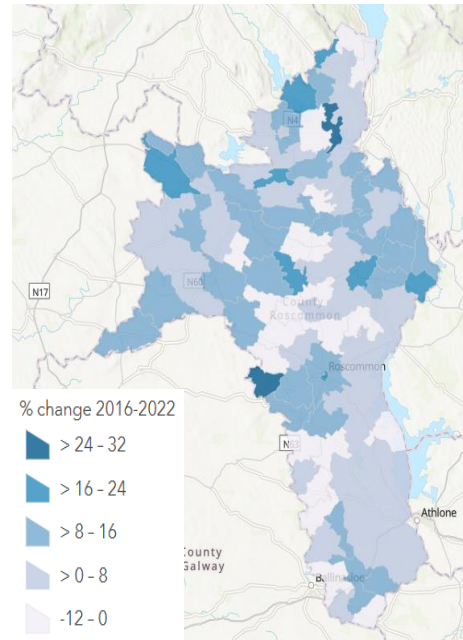 N4
N17
N60
County
Roscommon
Roscommon
% change 2016-2022
> 24 - 32
> 16 - 24
> 8 - 16
> 0 - 8
-12 - 0
N63
Athlone
County
Galway
Ballinasloe